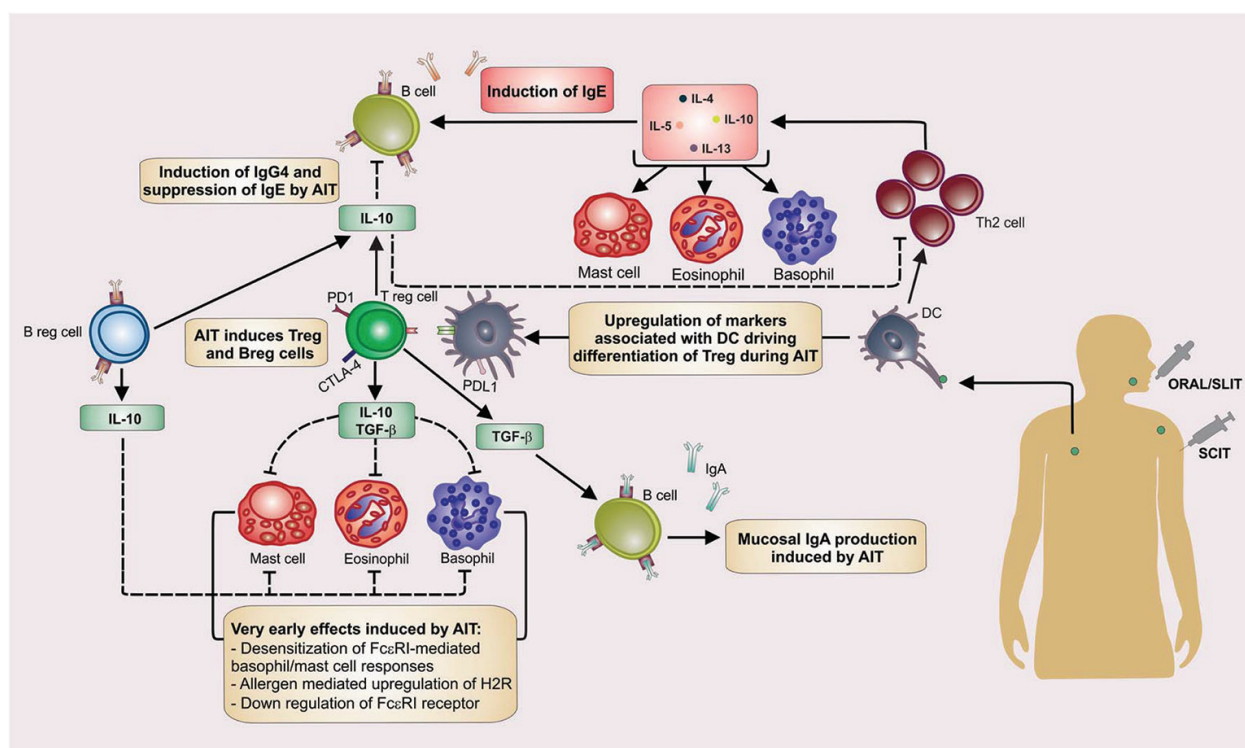 B cell
Induction of IgE
IL-4
IL-5
IL-10
IL-13
Induction of IgG4 and
suppression of IgE by AIT
IL-10
Th2 cell
Mast cell
Eosinophil
Basophil
PD1
T reg cell
B reg cell
AIT induces Treg
and Breg cells
CTLA-4
PDL1
Upregulation of markers
associated with DC driving
differentiation of Treg during AIT
DC
ORAL/SLIT
SCIT
IL-10
IL-10
TGF-β
TGF-β
IgA
B cell
Mucosal IgA production
induced by AIT
Mast cell
Eosinophil
Basophil
Very early effects induced by AIT:
- Desensitization of FcεRI-mediated
basophil/mast cell responses
- Allergen mediated upregulation of H2R
- Down regulation of FcεRI receptor